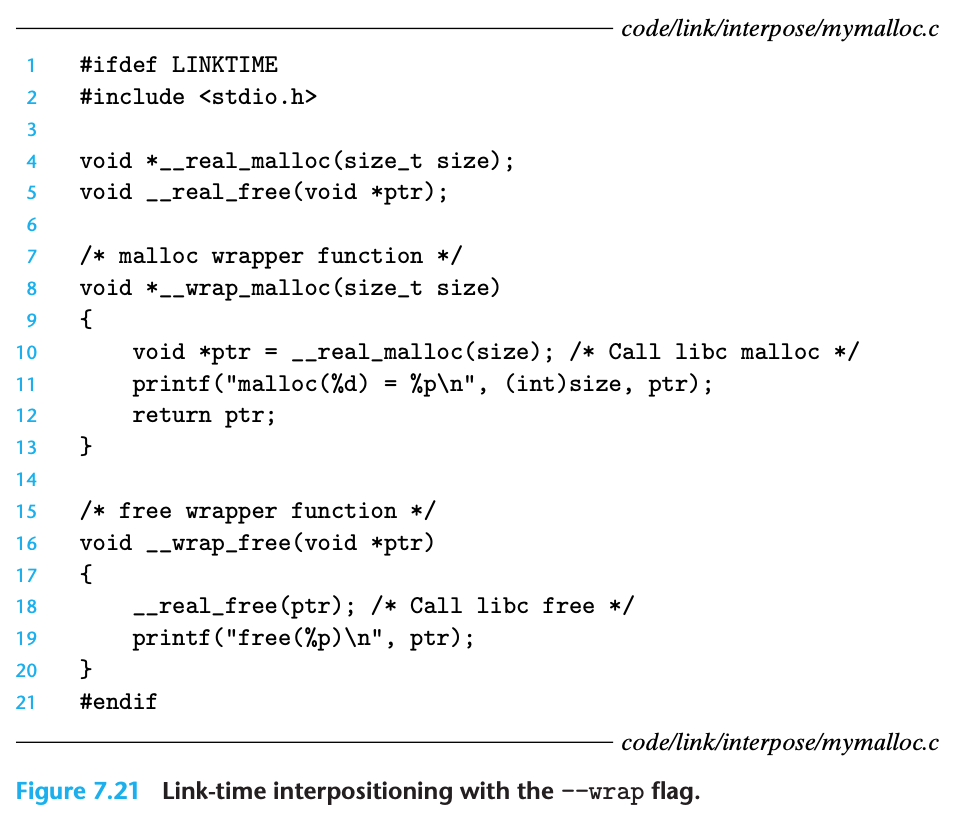 code/link/interpose/mymalloc.c
1 #ifdef LINKTIME
2 #include <stdio.h>
3
4 void *__real_malloc(size_t size);
5 void __real_free(void *ptr);
6
7 /* malloc wrapper function */
8 void *__wrap_malloc(size_t size)
9 {
10 void *ptr = __real_malloc(size); /* Call libc malloc */
11 printf("malloc(%d) = %p\n", (int)size, ptr);
12 return ptr;
13 }
14
15 /* free wrapper function */
16 void __wrap_free(void *ptr)
17 {
18 __real_free(ptr); /* Call libc free */
19 printf("free(%p)\n", ptr);
20 }
21 #endif
code/link/interpose/mymalloc.c
Figure 7.21 Link-time interpositioning with the --wrap flag.